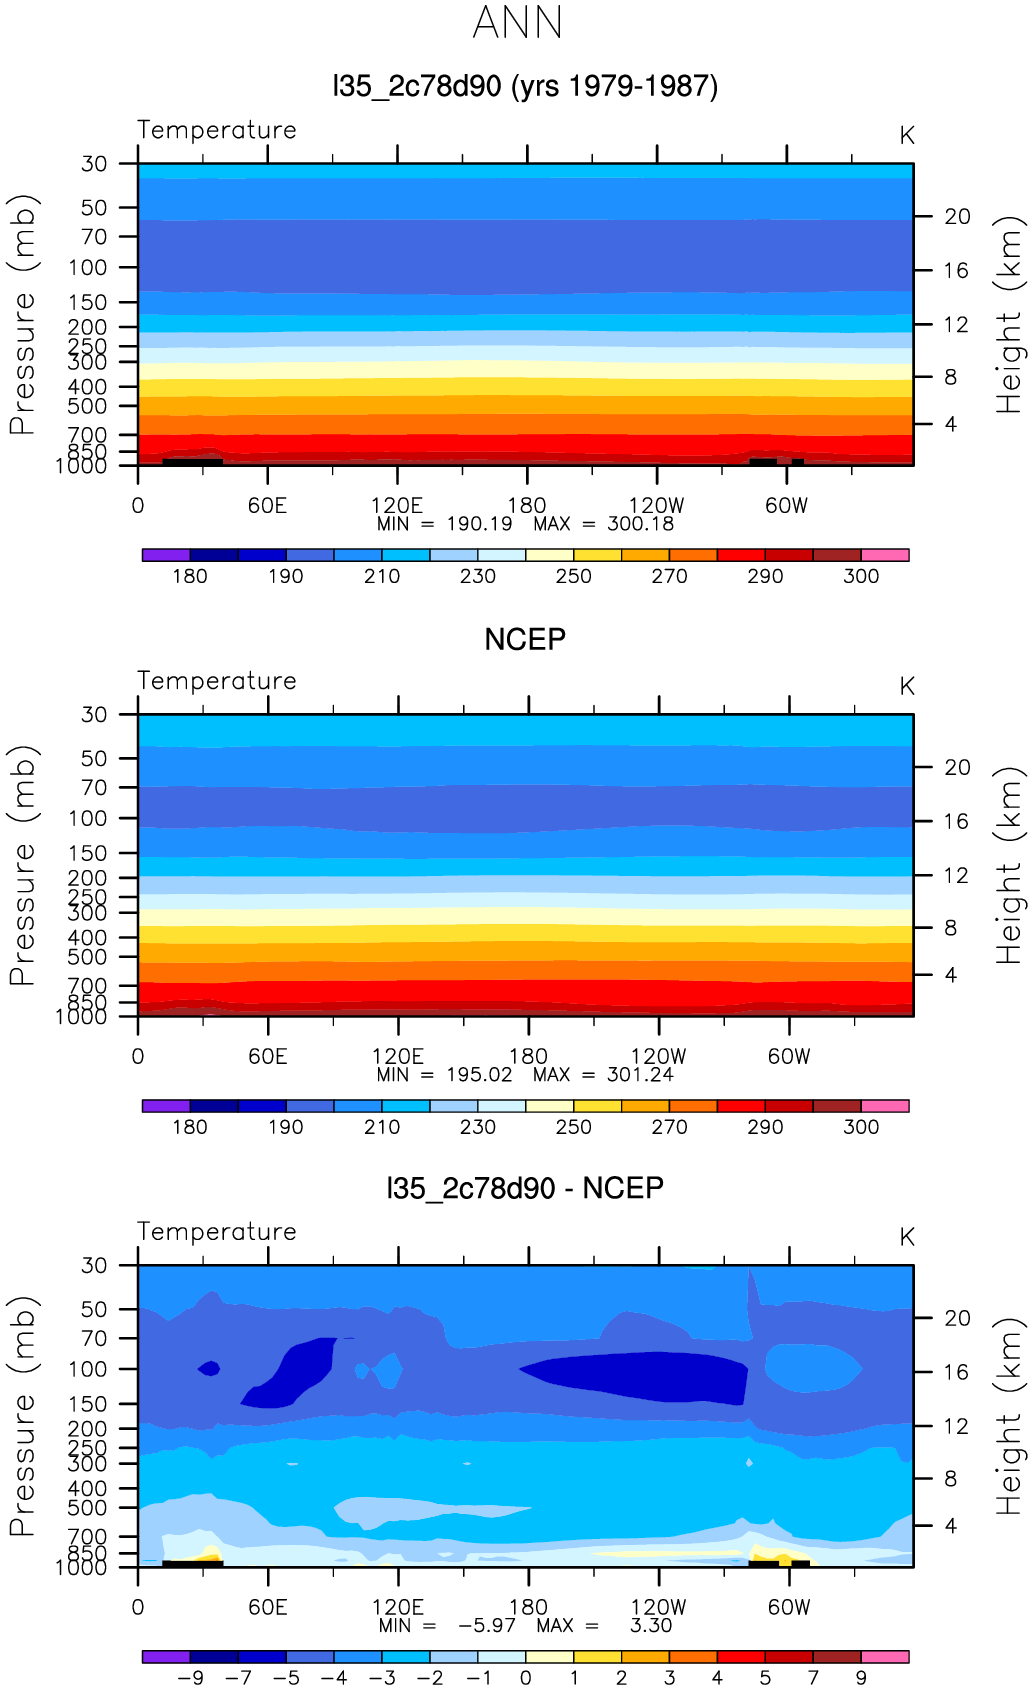 ANN
l35_2c78d90 (yrs 1979-1987)
Temperature K
30
50
70
100
150
200
250
300
400
500
700
850
1000
Pressure (mb)
20
16
12
8
4
Height (km)
0 60E 120E 180 120W 60W
MIN = 190.19 MAX = 300.18
180 190 210 230 250 270 290 300
NCEP
Temperature K
30
50
70
100
150
200
250
300
400
500
700
850
1000
Pressure (mb)
20
16
12
8
4
Height (km)
0 60E 120E 180 120W 60W
MIN = 195.02 MAX = 301.24
180 190 210 230 250 270 290 300
l35_2c78d90 - NCEP
Temperature K
30
50
70
100
150
200
250
300
400
500
700
850
1000
Pressure (mb)
20
16
12
8
4
Height (km)
0 60E 120E 180 120W 60W
MIN = -5.97 MAX = 3.30
-9 -7 -5 -4 -3 -2 -1 0 1 2 3 4 5 7 9